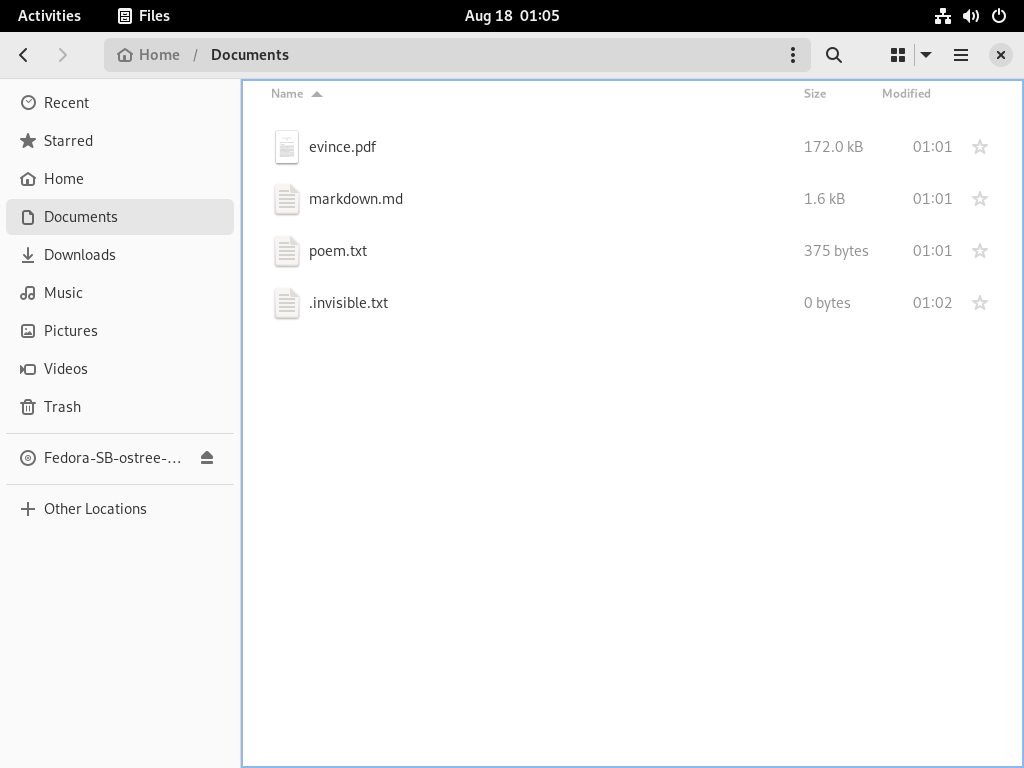 Activities Files Aug 18 01:05
Home / Documents
Name Size Modified
Recent
Starred
Home
Documents
Downloads
Music
Pictures
Videos
Trash
Fedora-SB-ostree-…
Other Locations
evince.pdf 172.0 kB 01:01
markdown.md 1.6 kB 01:01
poem.txt 375 bytes 01:01
.invisible.txt 0 bytes 01:02